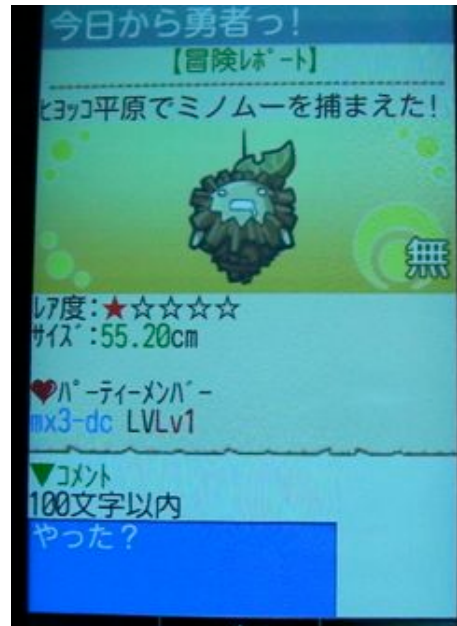 今日から勇者っ!
【冒険ﾚﾎﾟｰﾄ】
ﾋﾖｯｺ平原でミノムーを捕まえた!
無
ﾚｱ度:★☆☆☆☆
ｻｲｽﾞ:55.20cm
♥ﾊﾟｰﾃｨｰﾒﾝﾊﾞｰ
mx3-dc LVLv1
▼ｺﾒﾝﾄ
100文字以内
やった？